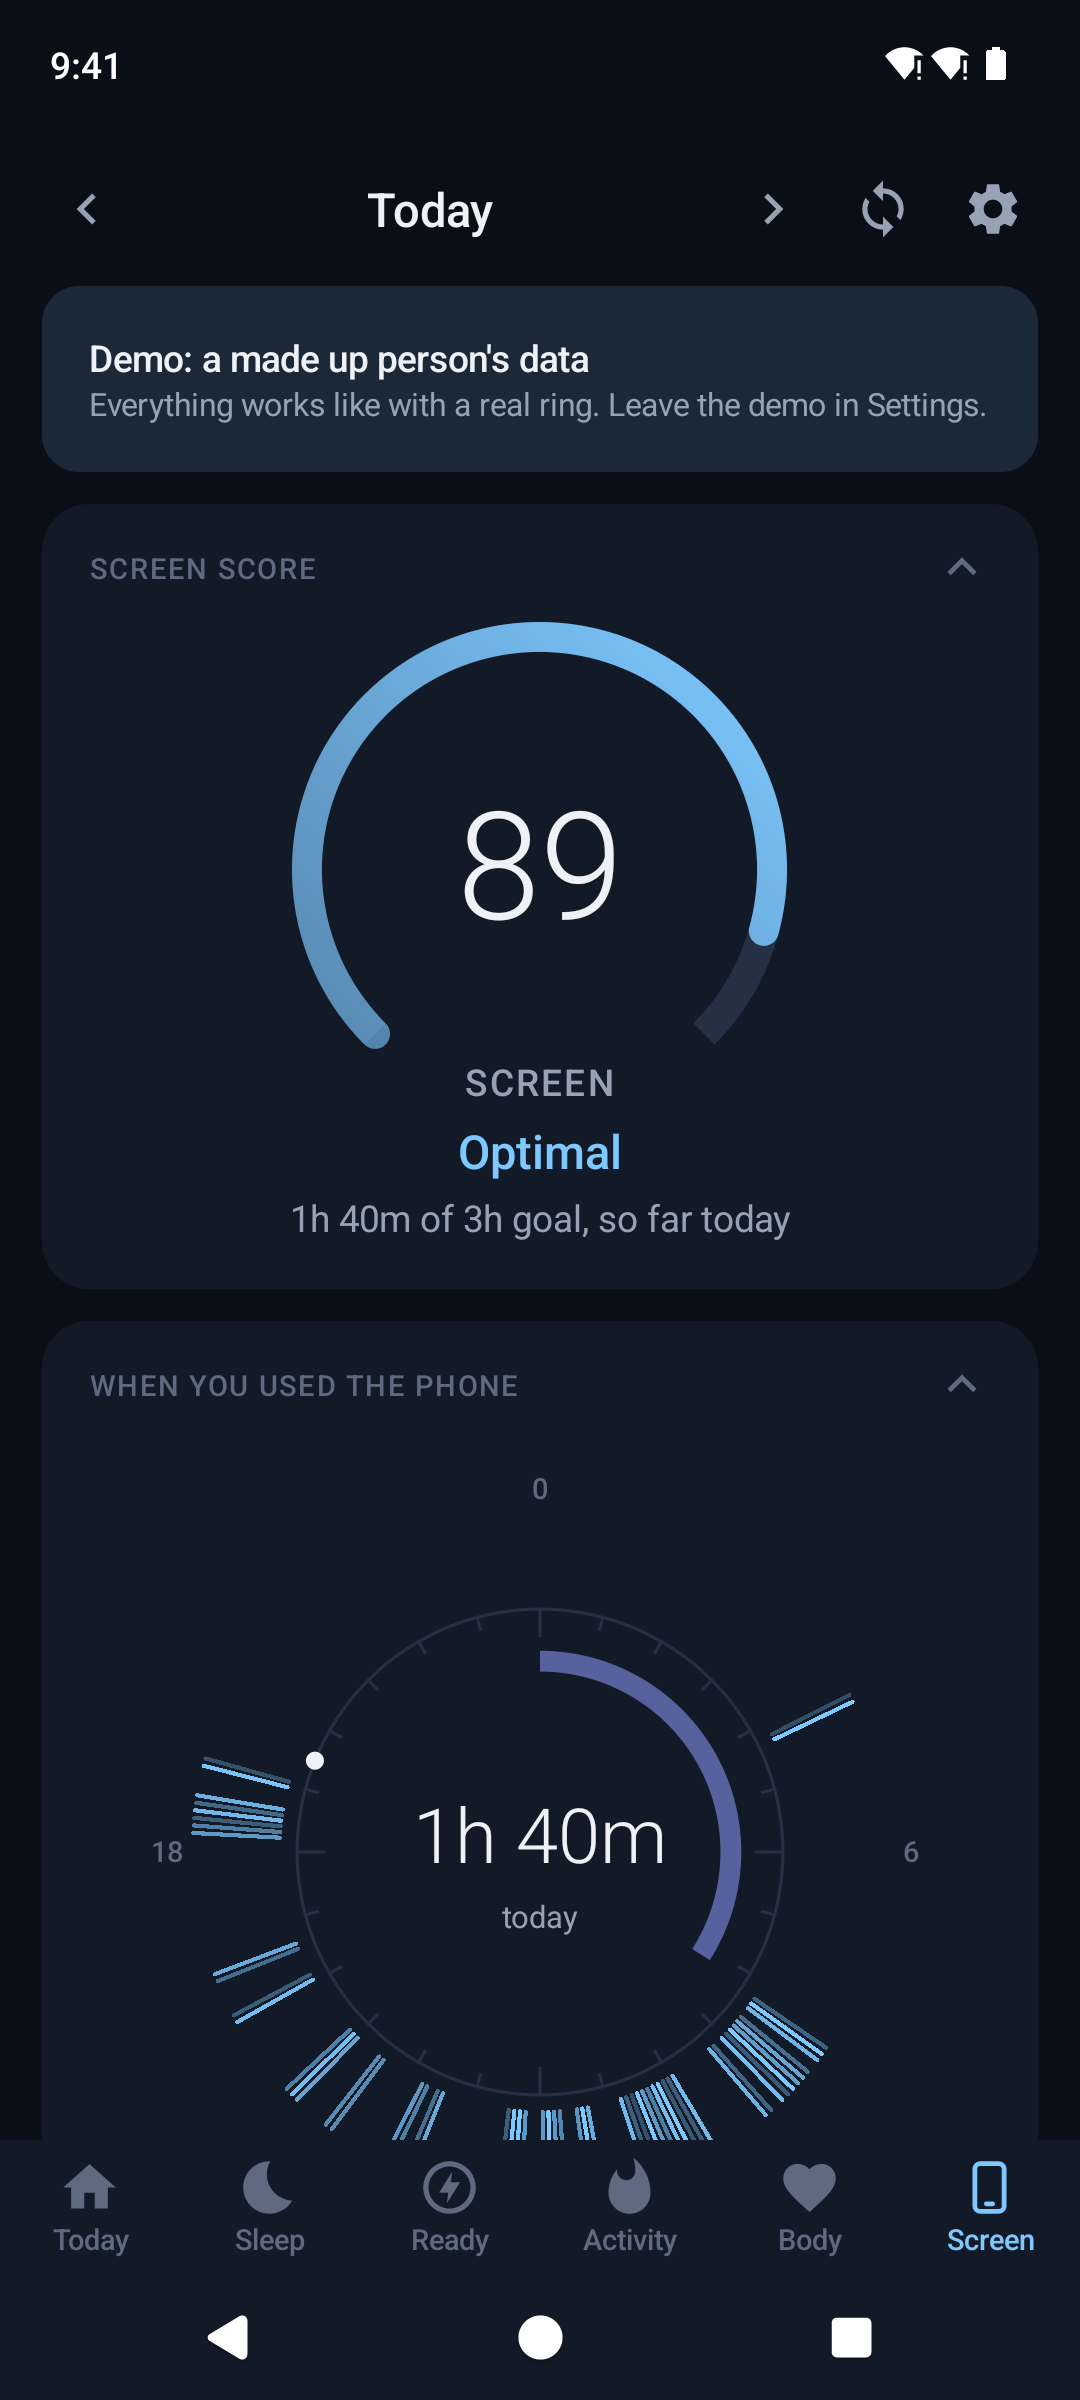 9:41
Today
Demo: a made up person's data
Everything works like with a real ring. Leave the demo in Settings.
SCREEN SCORE
89
SCREEN
Optimal
1h 40m of 3h goal, so far today
WHEN YOU USED THE PHONE
0
18
1h 40m
6
today
Today
Sleep
Ready
Activity
Body
Screen